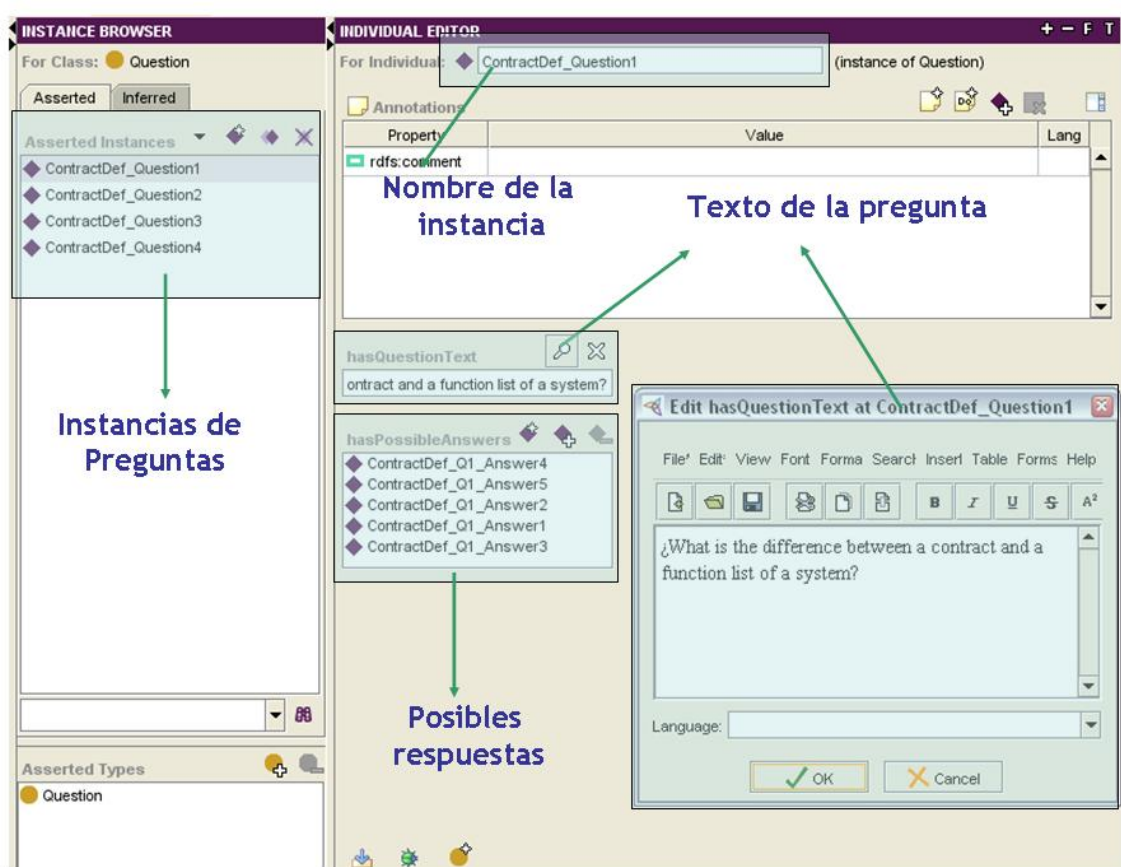 INSTANCE BROWSER
For Class: Question
Asserted Inferred
Asserted Instances
ContractDef_Question1
ContractDef_Question2
ContractDef_Question3
ContractDef_Question4
Instancias de
Preguntas
Asserted Types
Question
INDIVIDUAL EDITOR
+ − F T
For Individual: ContractDef_Question1 (instance of Question)
Annotations
Property Value Lang
rdfs:comment
Nombre de la
instancia
Texto de la pregunta
hasQuestionText
ontract and a function list of a system?
hasPossibleAnswers
ContractDef_Q1_Answer4
ContractDef_Q1_Answer5
ContractDef_Q1_Answer2
ContractDef_Q1_Answer1
ContractDef_Q1_Answer3
Posibles
respuestas
Edit hasQuestionText at ContractDef_Question1
File Edit View Font Forma Search Insert Table Forms Help
B I U S A²
¿What is the difference between a contract and a
function list of a system?
Language:
OK Cancel